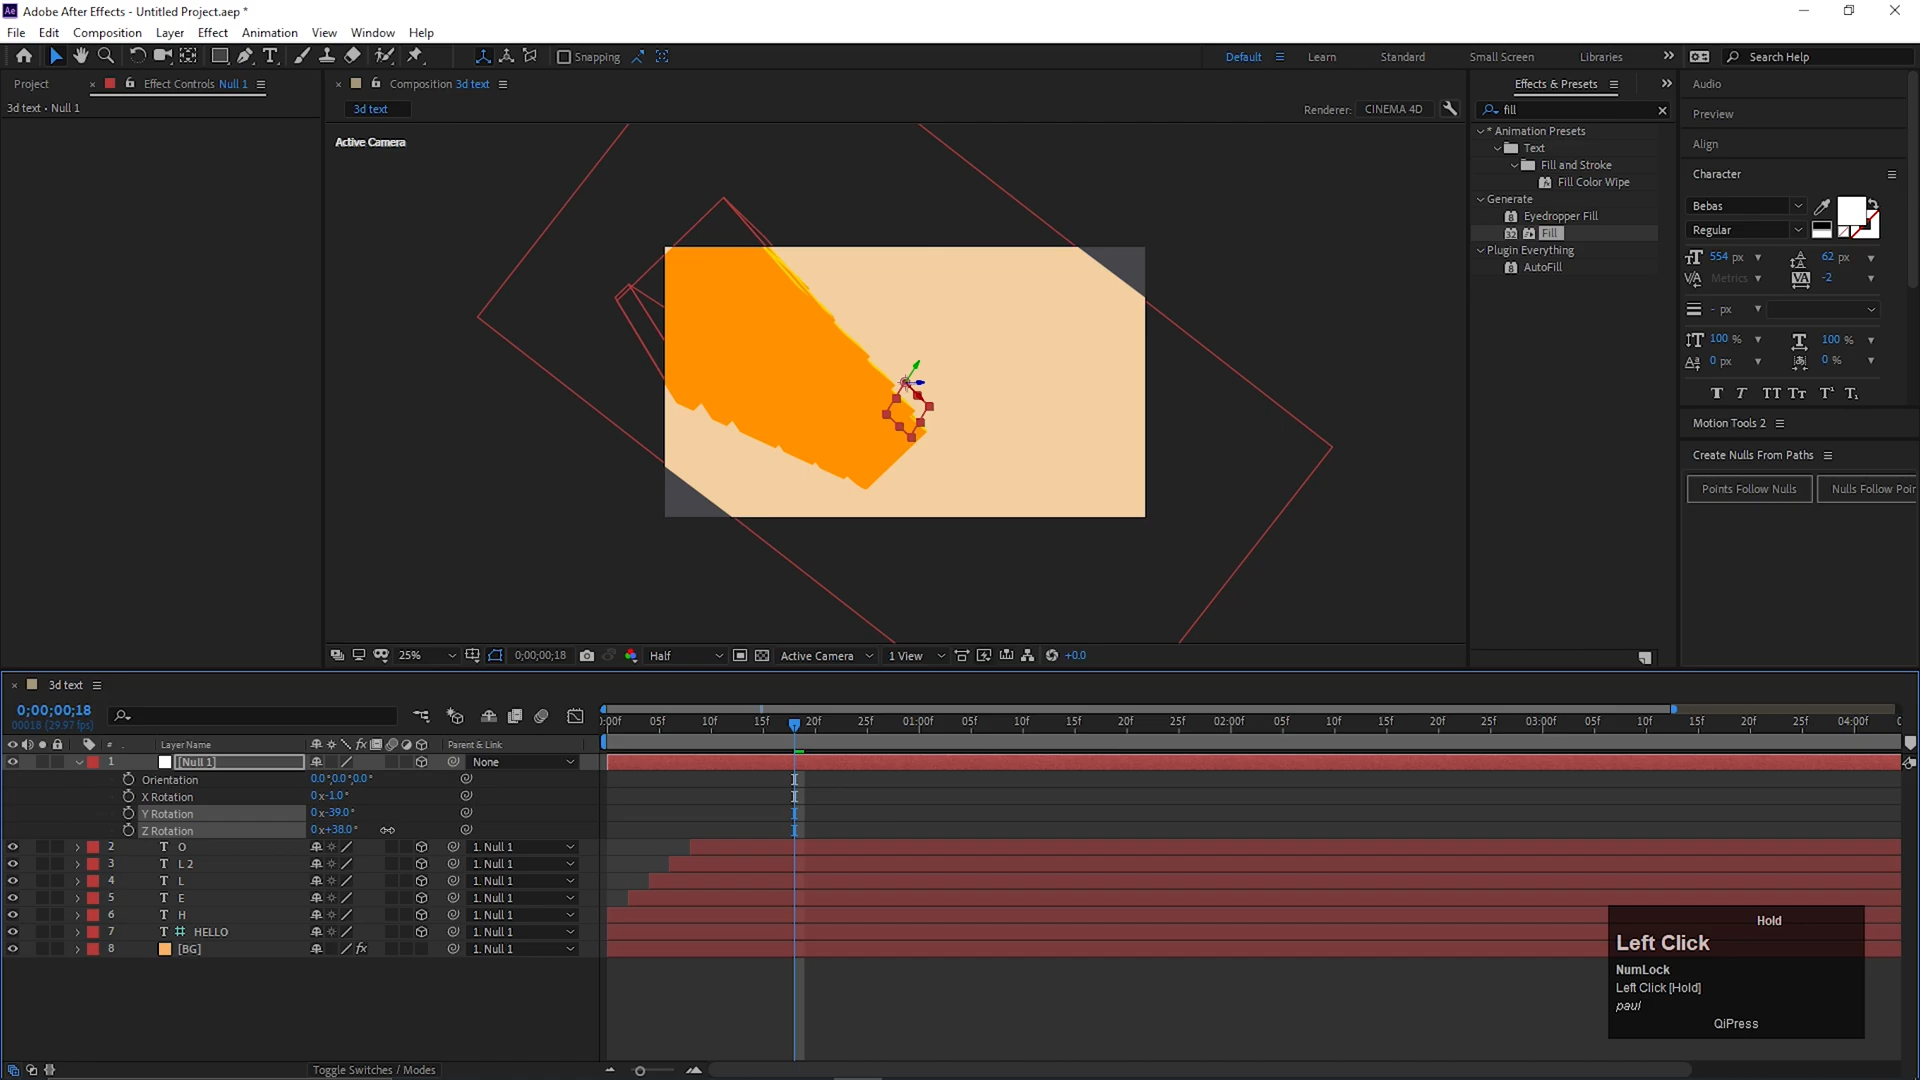 Adobe After Effects - Untitled Project.aep *
File Edit Composition Layer Effect Animation View Window Help
Snapping Default Learn Standard Small Screen Libraries Search Help
Project Effect Controls Null 1 Composition 3d text Effects & Presets Audio
3d text • Null 1
3d text Renderer: CINEMA 4D
fill
Preview
Active Camera
* Animation Presets
Text
Fill and Stroke
Fill Color Wipe
Generate
Eyedropper Fill
Fill
Plugin Everything
AutoFill
Align
Character
Bebas
Regular
554 px 62 px
Metrics -2
- px
100 % 100 %
0 px 0 %
Motion Tools 2
Create Nulls From Paths
Points Follow Nulls Nulls Follow Poir
25% 0;00;00;18 Half Active Camera 1 View +0.0
3d text
0;00;00;18
00018 (29.97 fps)
:00f 05f 10f 15f 20f 25f 01:00f 05f 10f 15f 20f 25f 02:00f 05f 10f 15f 20f 25f 03:00f 05f 10f 15f 20f 25f 04:00f
# Layer Name Parent & Link
1 [Null 1] None
Orientation 0.0°,0.0°,0.0°
X Rotation 0x-1.0°
Y Rotation 0x-39.0°
Z Rotation 0x+38.0°
2 T O 1. Null 1
3 T L 2 1. Null 1
4 T L 1. Null 1
5 T E 1. Null 1
6 T H 1. Null 1
7 T HELLO 1. Null 1
8 [BG] 1. Null 1
Toggle Switches / Modes
Hold
Left Click
NumLock
Left Click [Hold]
paul
QiPress